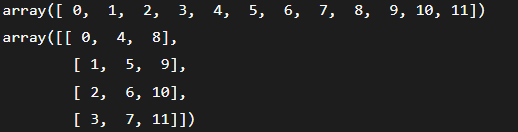 array([ 0,  1,  2,  3,  4,  5,  6,  7,  8,  9, 10, 11])
array([[ 0,  4,  8],
       [ 1,  5,  9],
       [ 2,  6, 10],
       [ 3,  7, 11]])